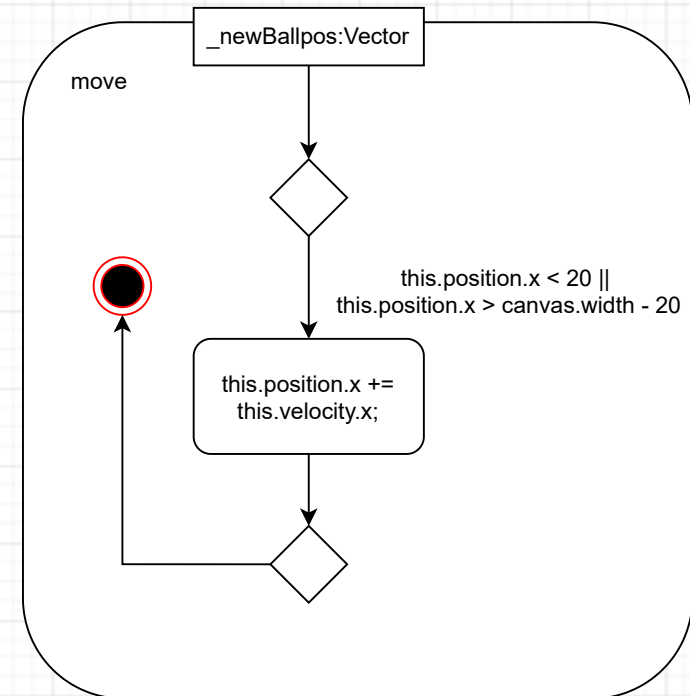 _newBallpos:Vector
move
this.position.x < 20 ||
this.position.x > canvas.width - 20
this.position.x +=
this.velocity.x;